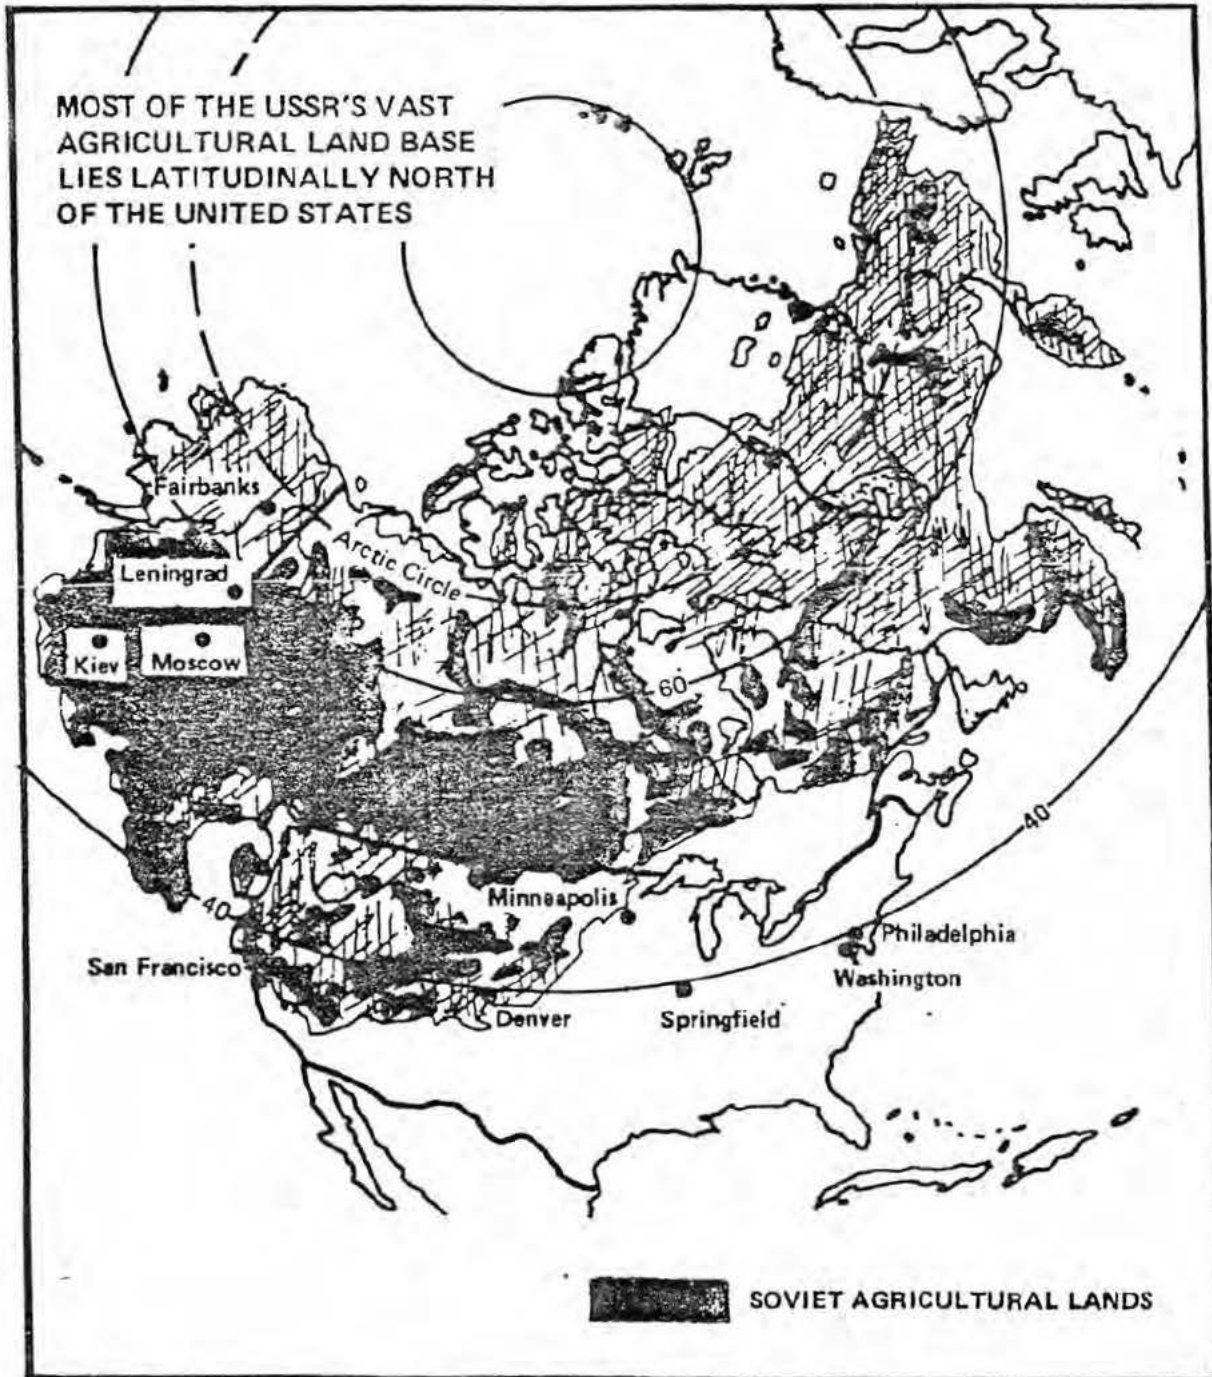 MOST OF THE USSR'S VAST
AGRICULTURAL LAND BASE
LIES LATITUDINALLY NORTH
OF THE UNITED STATES
Fairbanks
Arctic Circle
Leningrad
Kiev
Moscow
60
40
40
Minneapolis
Philadelphia
San Francisco
Washington
Denver
Springfield
SOVIET AGRICULTURAL LANDS